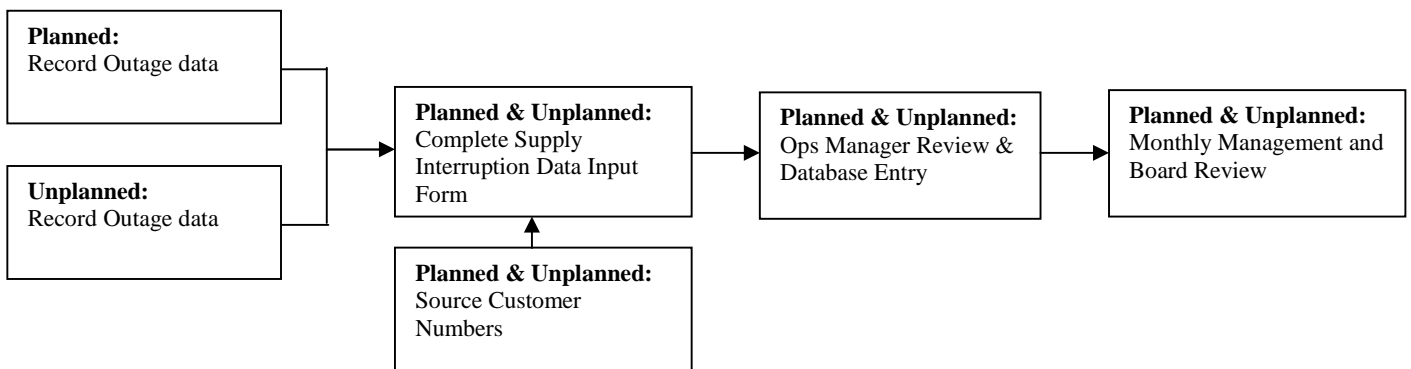 Planned:
Record Outage data
Unplanned:
Record Outage data
Planned & Unplanned:
Complete Supply
Interruption Data Input
Form
Planned & Unplanned:
Source Customer
Numbers
Planned & Unplanned:
Ops Manager Review &
Database Entry
Planned & Unplanned:
Monthly Management and
Board Review